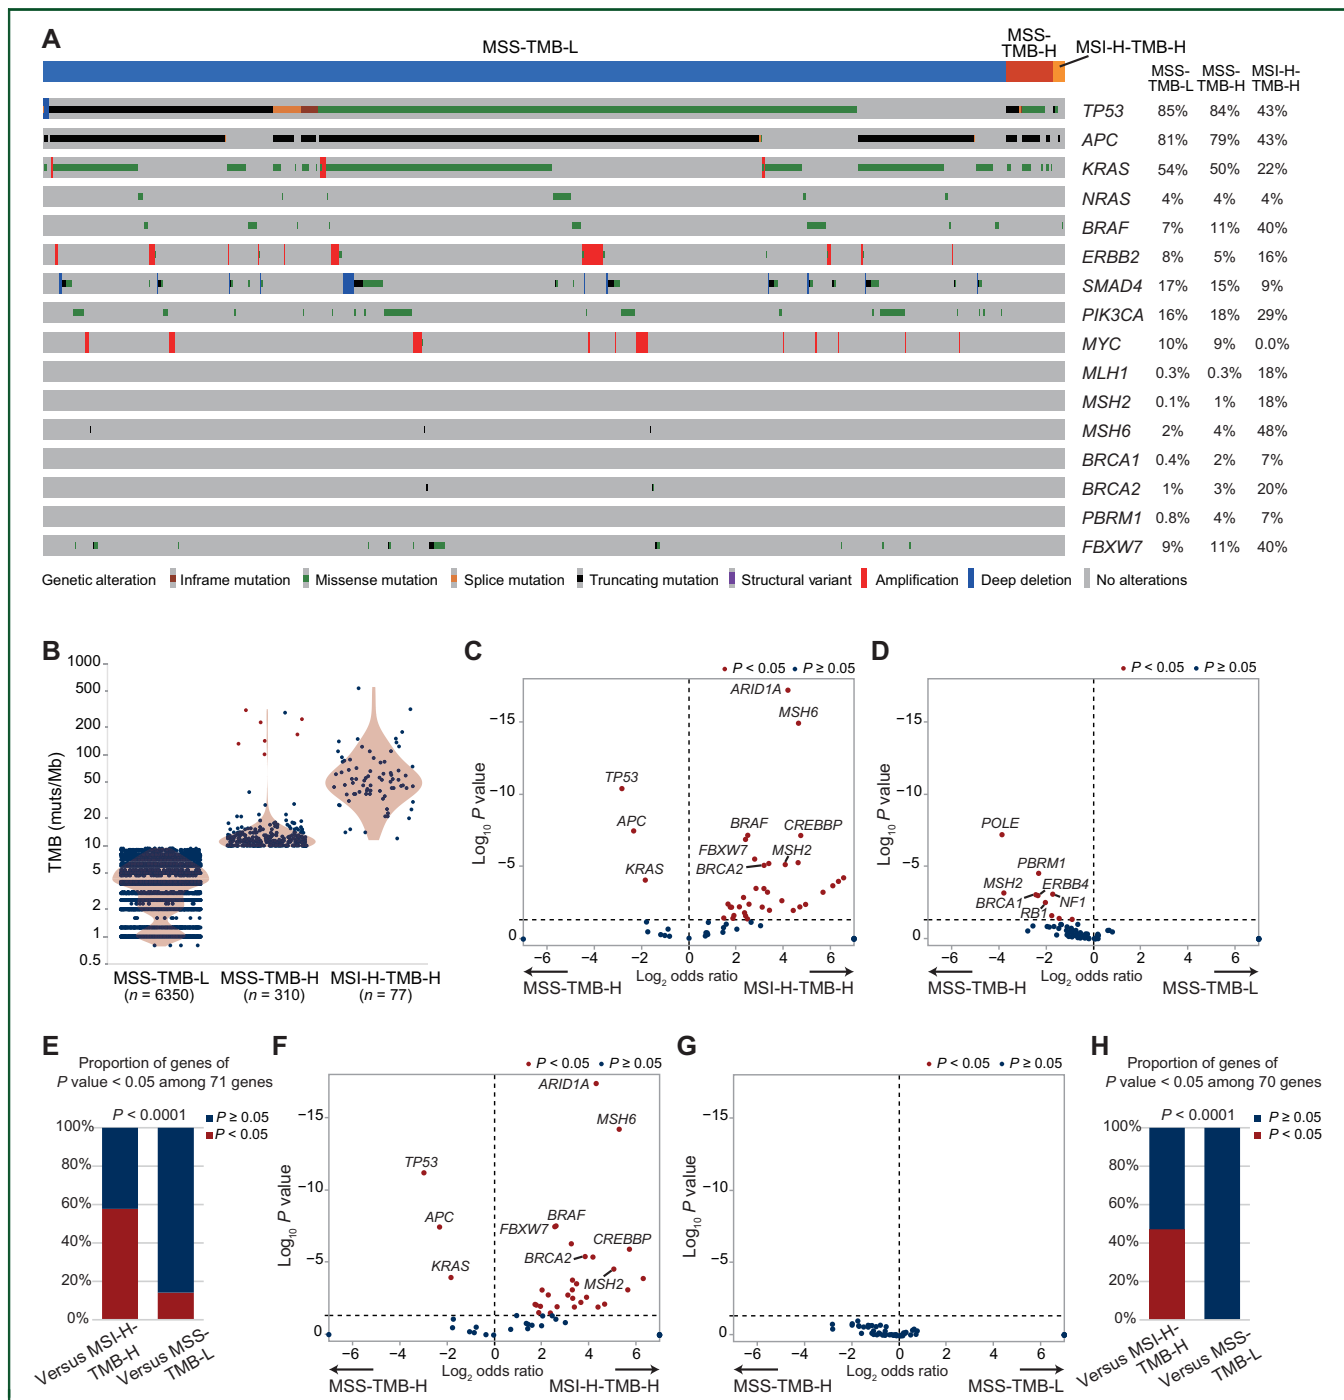 A
MSS-TMB-L
MSS-
TMB-H
MSI-H-TMB-H
MSS- MSS- MSI-H-
TMB-L TMB-H TMB-H
TP53 85% 84% 43%
APC 81% 79% 43%
KRAS 54% 50% 22%
NRAS 4% 4% 4%
BRAF 7% 11% 40%
ERBB2 8% 5% 16%
SMAD4 17% 15% 9%
PIK3CA 16% 18% 29%
MYC 10% 9% 0.0%
MLH1 0.3% 0.3% 18%
MSH2 0.1% 1% 18%
MSH6 2% 4% 48%
BRCA1 0.4% 2% 7%
BRCA2 1% 3% 20%
PBRM1 0.8% 4% 7%
FBXW7 9% 11% 40%
Genetic alteration Inframe mutation Missense mutation Splice mutation Truncating mutation Structural variant Amplification Deep deletion No alterations
B
TMB (muts/Mb)
1000
500
200
100
50
20
10
5
2
1
0.5
MSS-TMB-L MSS-TMB-H MSI-H-TMB-H
(n = 6350) (n = 310) (n = 77)
C
P < 0.05 P ≥ 0.05
Log10 P value
−15
−10
−5
0
ARID1A
MSH6
TP53
APC
BRAF
CREBBP
FBXW7
MSH2
BRCA2
KRAS
−6 −4 −2 0 2 4 6
Log2 odds ratio
MSS-TMB-H MSI-H-TMB-H
D
P < 0.05 P ≥ 0.05
Log10 P value
−15
−10
−5
0
POLE
PBRM1
MSH2 ERBB4
BRCA1 NF1
RB1
−6 −4 −2 0 2 4 6
Log2 odds ratio
MSS-TMB-H MSS-TMB-L
E
Proportion of genes of
P value < 0.05 among 71 genes
P < 0.0001
P ≥ 0.05
P < 0.05
100%
80%
60%
40%
20%
0%
Versus MSI-H-
TMB-H
Versus MSS-
TMB-L
F
P < 0.05 P ≥ 0.05
Log10 P value
−15
−10
−5
0
ARID1A
MSH6
TP53
APC
BRAF
FBXW7
CREBBP
BRCA2
KRAS
MSH2
−6 −4 −2 0 2 4 6
Log2 odds ratio
MSS-TMB-H MSI-H-TMB-H
G
P < 0.05 P ≥ 0.05
Log10 P value
−15
−10
−5
0
−6 −4 −2 0 2 4 6
Log2 odds ratio
MSS-TMB-H MSS-TMB-L
H
Proportion of genes of
P value < 0.05 among 70 genes
P < 0.0001
P ≥ 0.05
P < 0.05
100%
80%
60%
40%
20%
0%
Versus MSI-H-
TMB-H
Versus MSS-
TMB-L